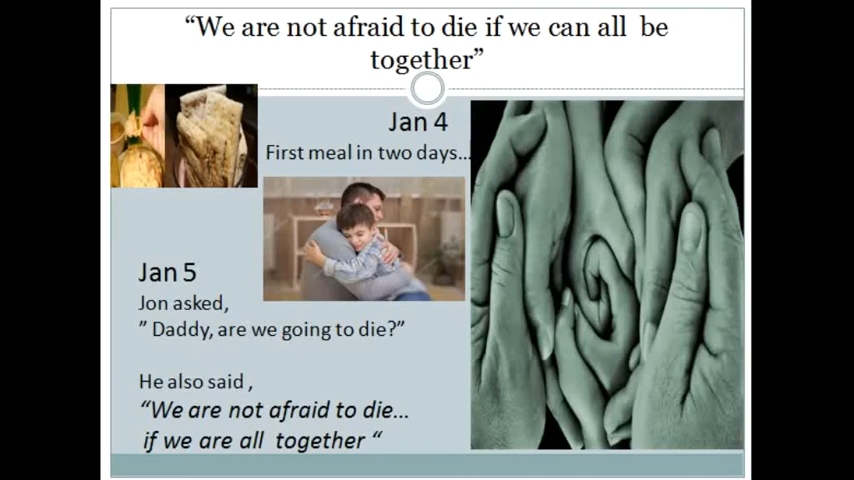 “We are not afraid to die if we can all be
together”
Jan 4
First meal in two days...
Jan 5
Jon asked,
” Daddy, are we going to die?”
He also said ,
“We are not afraid to die...
if we are all together “